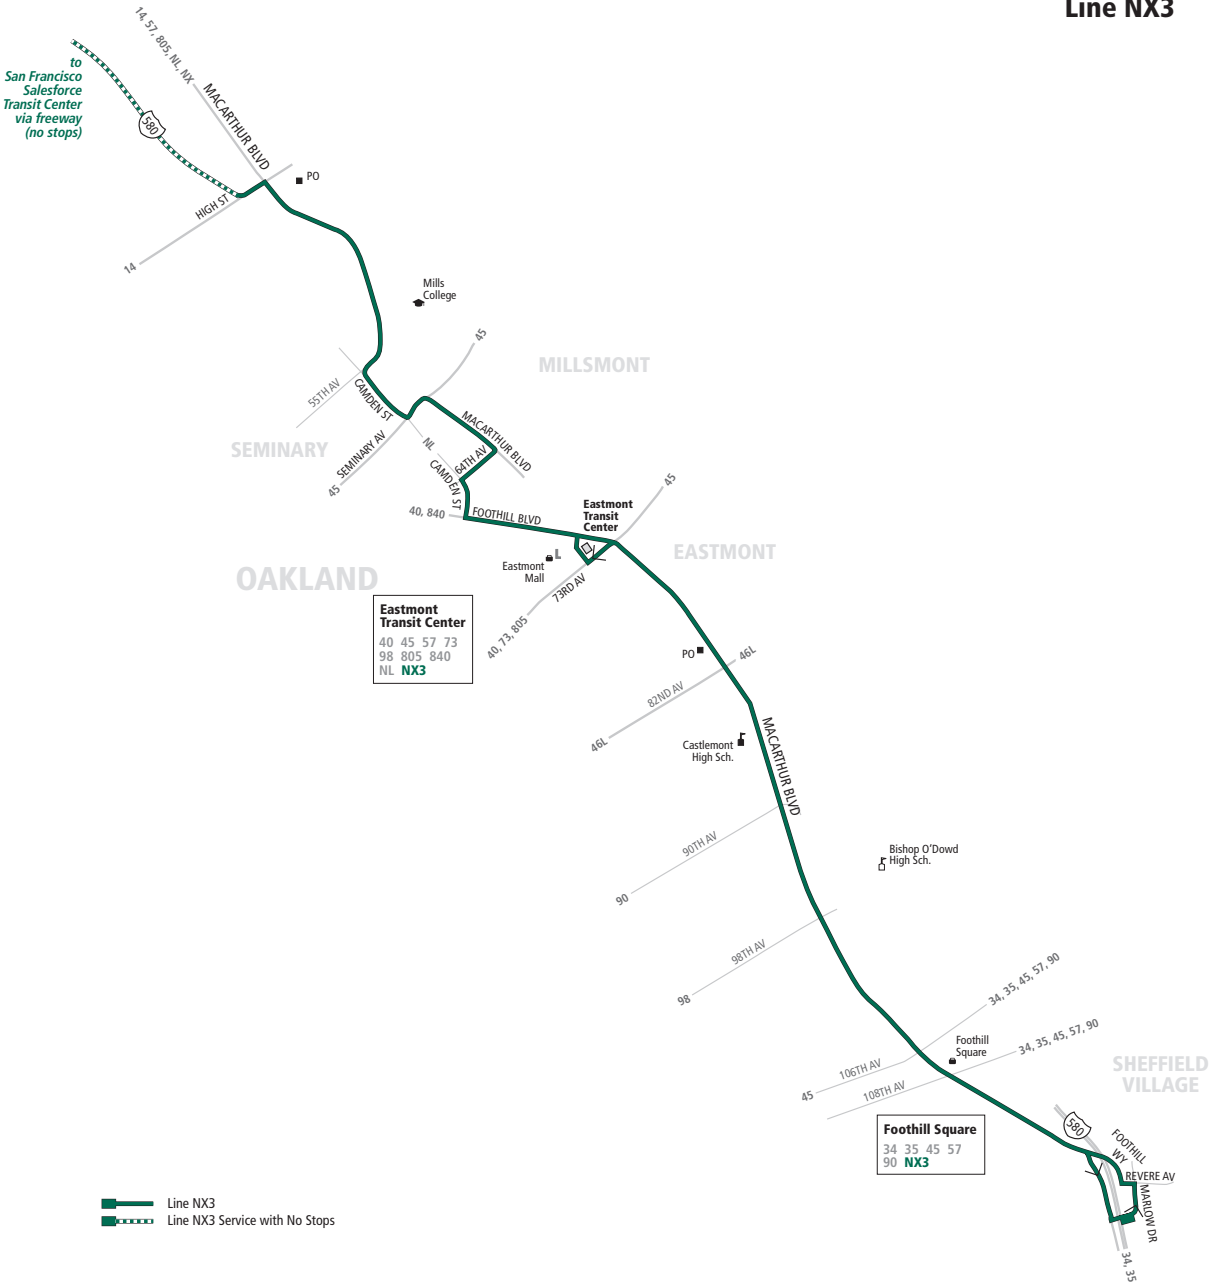 Line NX3
14, 57, 805, NL, NX
to
San Francisco
Salesforce
Transit Center
via freeway
(no stops)
580
MACARTHUR BLVD
PO
HIGH ST
14
Mills
College
45
MILLSMONT
55TH AV
CAMDEN ST
SEMINARY
SEMINARY AV
45
NL
MACARTHUR BLVD
64TH AV
CAMDEN ST
40, 840
FOOTHILL BLVD
Eastmont
Transit
Center
45
EASTMONT
L
Eastmont
Mall
OAKLAND
73RD AV
40, 73, 805
Eastmont
Transit Center
40 45 57 73
98 805 840
NL NX3
PO
46L
82ND AV
46L
Castlemont
High Sch.
MACARTHUR BLVD
90TH AV
90
Bishop O'Dowd
High Sch.
98TH AV
98
34, 35, 45, 57, 90
Foothill
Square
34, 35, 45, 57, 90
106TH AV
45
108TH AV
SHEFFIELD
VILLAGE
Foothill Square
34 35 45 57
90 NX3
580
FOOTHILL
WY
REVERE AV
MARLOW DR
34, 35
Line NX3
Line NX3 Service with No Stops